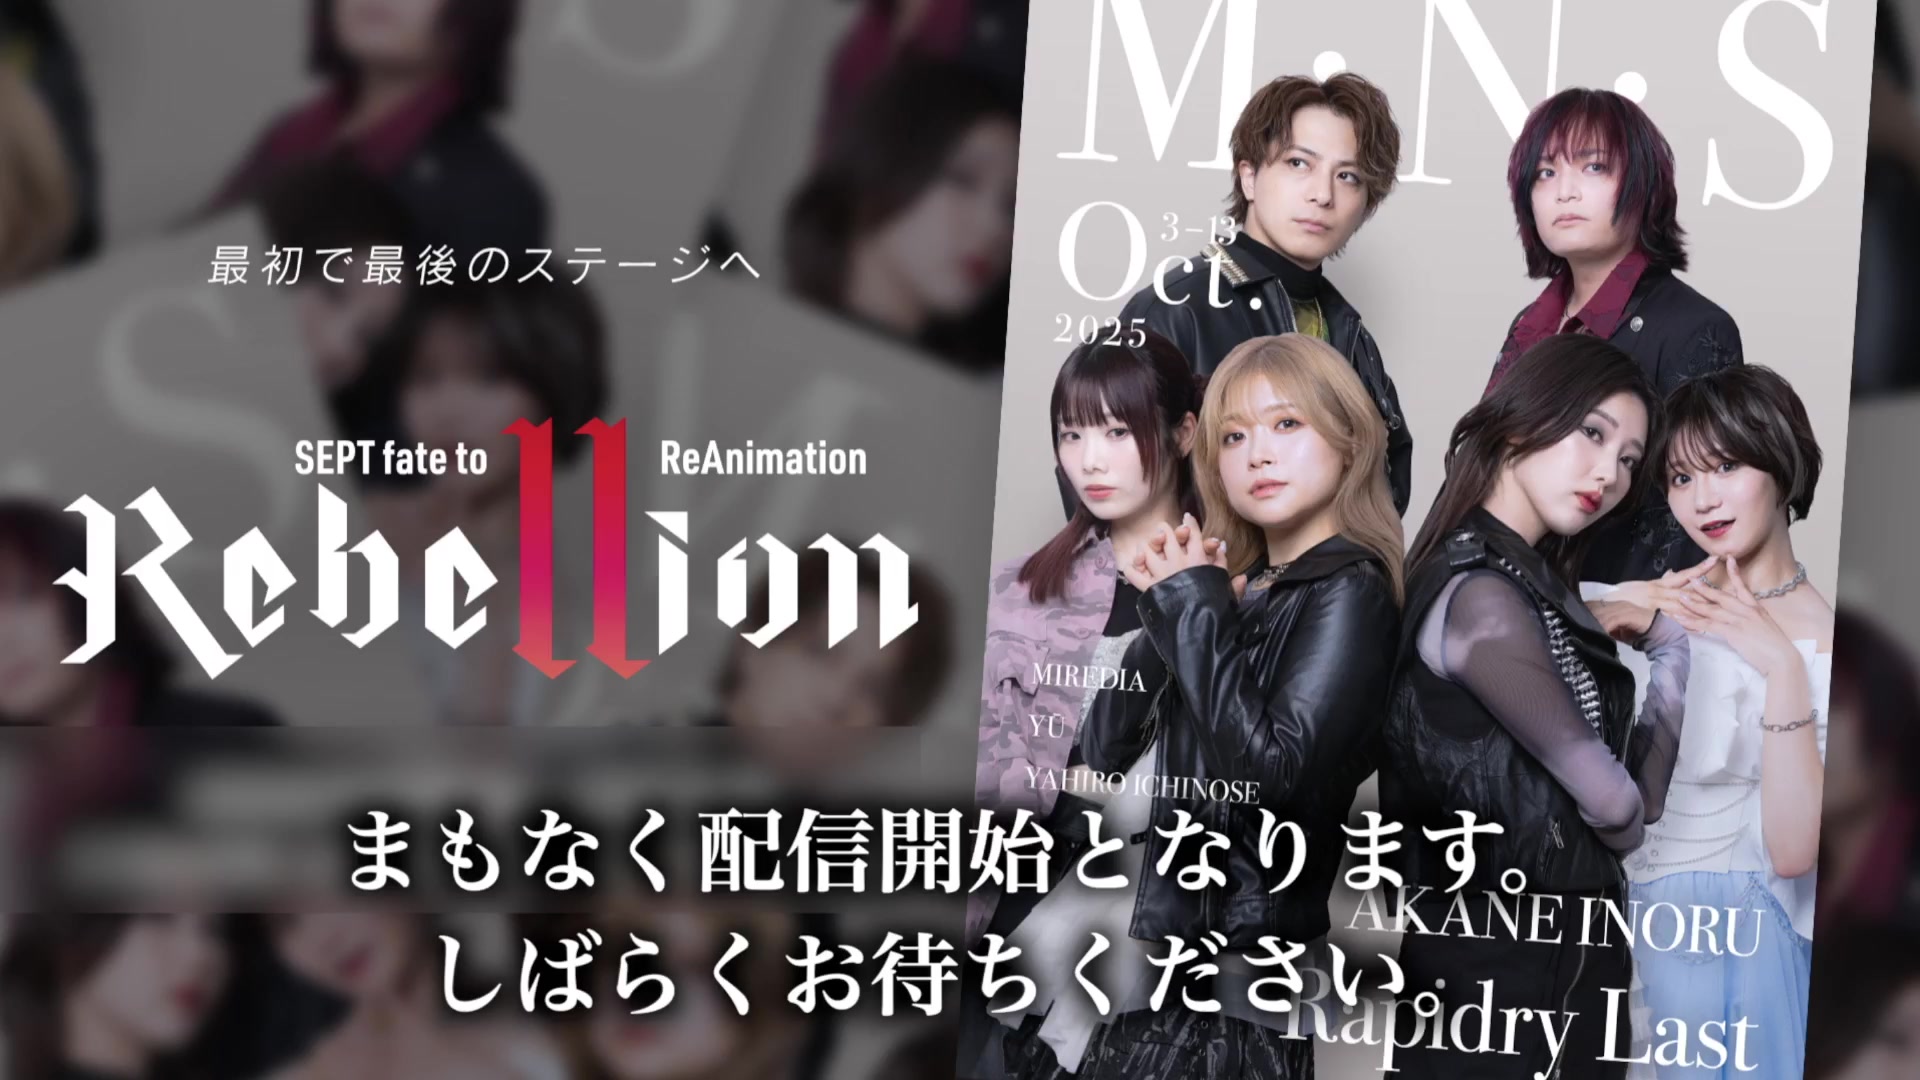 最初で最後のステージへ
SEPT fate to ReAnimation
Rebellion
M・N・S
3-13
Oct.
2025
MIREDIA
YŪ
YAHIRO ICHINOSE
まもなく配信開始となります。
AKANE INORU
しばらくお待ちください。
Rapidry Last